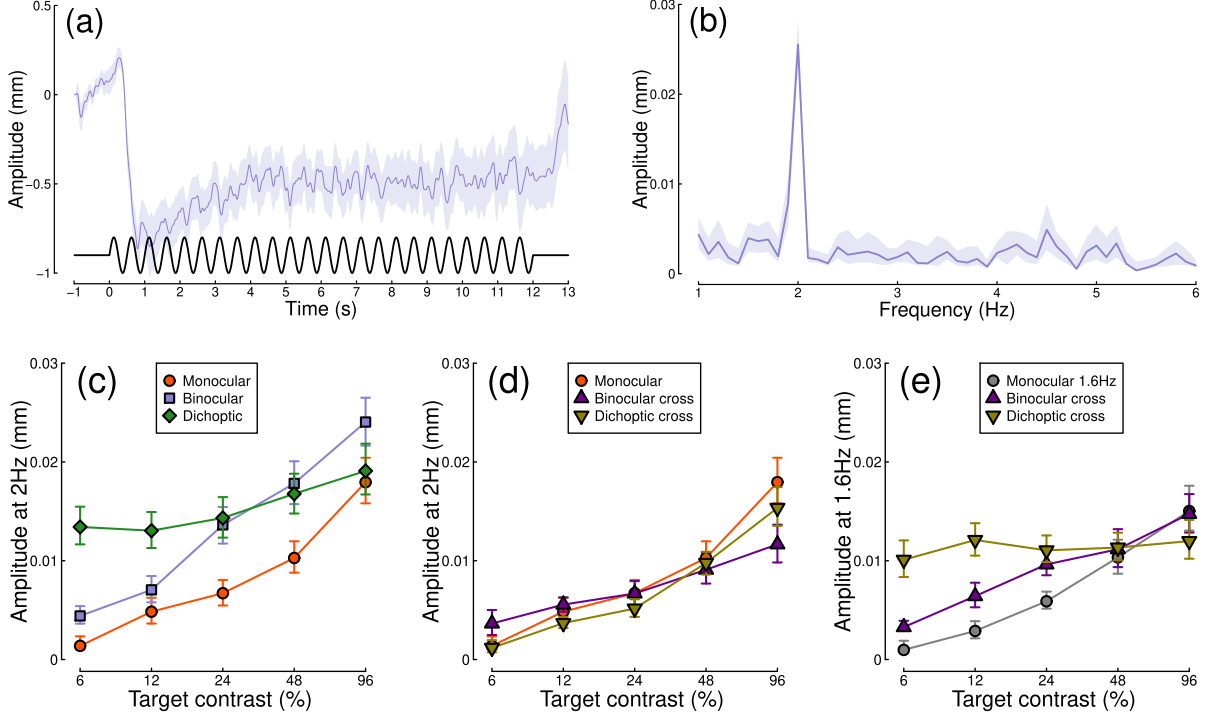 (a)
Amplitude (mm)
0.5
0
−0.5
−1
−1 0 1 2 3 4 5 6 7 8 9 10 11 12 13
Time (s)
(b)
Amplitude (mm)
0.03
0.02
0.01
0
1 2 3 4 5 6
Frequency (Hz)
(c)
Monocular
Binocular
Dichoptic
Amplitude at 2Hz (mm)
0.03
0.02
0.01
0
6 12 24 48 96
Target contrast (%)
(d)
Monocular
Binocular cross
Dichoptic cross
Amplitude at 2Hz (mm)
0.03
0.02
0.01
0
6 12 24 48 96
Target contrast (%)
(e)
Monocular 1.6Hz
Binocular cross
Dichoptic cross
Amplitude at 1.6Hz (mm)
0.03
0.02
0.01
0
6 12 24 48 96
Target contrast (%)